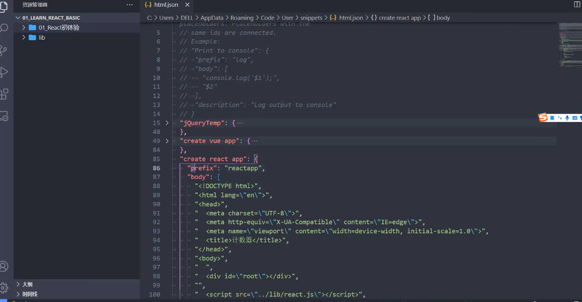 资源管理器
01_LEARN_REACT_BASIC
01_React初体验
lib
大纲
时间线
{..} html.json ×
C: > Users > DELL > AppData > Roaming > Code > User > snippets > {..} html.json > {} create react app > [ ] body
5 // same ids are connected.
6 // Example:
7 // "Print to console": {
8 // "prefix": "log",
9 // "body": [
10 // "console.log('$1');",
11 // "$2"
12 // ],
13 // "description": "Log output to console"
14 // }
15 "jQueryTemp": {
42 },
43 "create vue app": {
84 },
85 "create react app": {
86 "prefix": "reactapp",
87 "body": [
88 "<!DOCTYPE html>",
89 "<html lang=\"en\">",
90 "<head>",
91 "  <meta charset=\"UTF-8\">",
92 "  <meta http-equiv=\"X-UA-Compatible\" content=\"IE=edge\">",
93 "  <meta name=\"viewport\" content=\"width=device-width, initial-scale=1.0\">",
94 "  <title>计数器</title>",
95 "</head>",
96 "<body>",
97 "  ",
98 "  <div id=\"root\"></div>",
99 "",
100 "  <script src=\"../lib/react.js\"></script>",